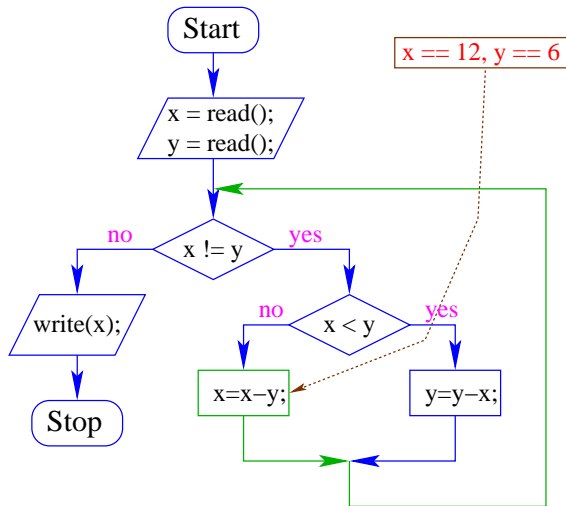 Start
x == 12, y == 6
x = read();
y = read();
no
x != y
yes
write(x);
no
x < y
yes
x=x−y;
y=y−x;
Stop